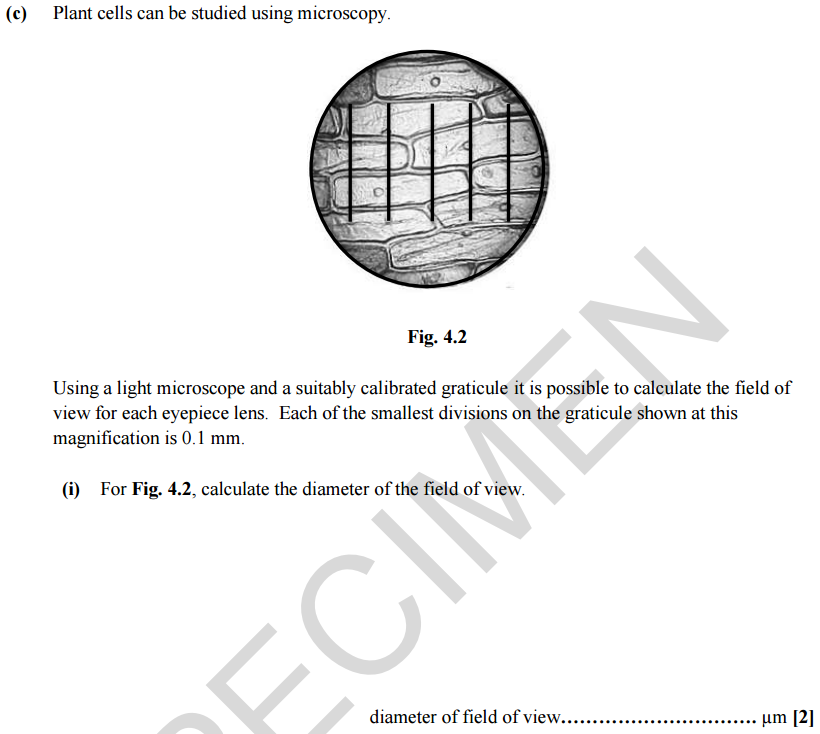 (c) Plant cells can be studied using microscopy.
Fig. 4.2
Using a light microscope and a suitably calibrated graticule it is possible to calculate the field of
view for each eyepiece lens. Each of the smallest divisions on the graticule shown at this
magnification is 0.1 mm.
(i) For Fig. 4.2, calculate the diameter of the field of view.
diameter of field of view............................... µm [2]
ECIMEN